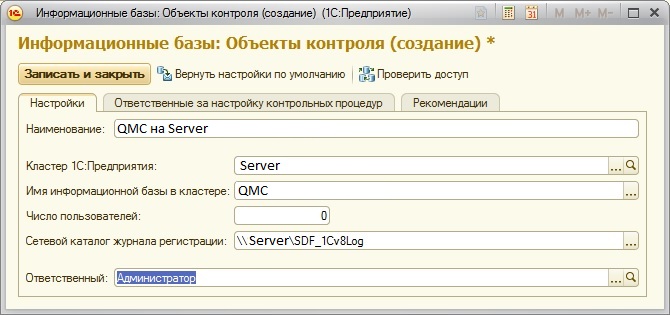 Информационные базы: Объекты контроля (создание) (1С:Предприятие)
M M+ M-
Информационные базы: Объекты контроля (создание) *
Записать и закрыть Вернуть настройки по умолчанию Проверить доступ
Настройки Ответственные за настройку контрольных процедур Рекомендации
Наименование: QMC на Server
Кластер 1С:Предприятия: Server ...
Имя информационной базы в кластере: QMC ...
Число пользователей: 0
Сетевой каталог журнала регистрации: \\Server\SDF_1Cv8Log ...
Ответственный: Администратор ...